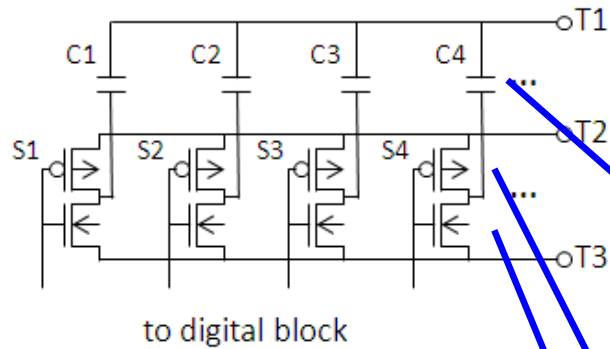 T1
C1 C2 C3 C4
...
T2
S1 S2 S3 S4
...
T3
to digital block